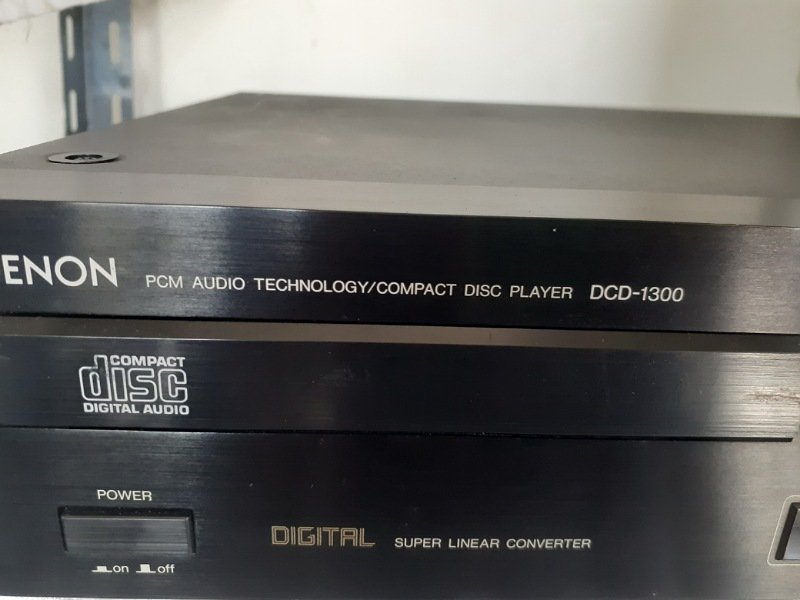 ENON PCM AUDIO TECHNOLOGY/COMPACT DISC PLAYER DCD-1300
COMPACT
disc
DIGITAL AUDIO
POWER
on off
DIGITAL SUPER LINEAR CONVERTER